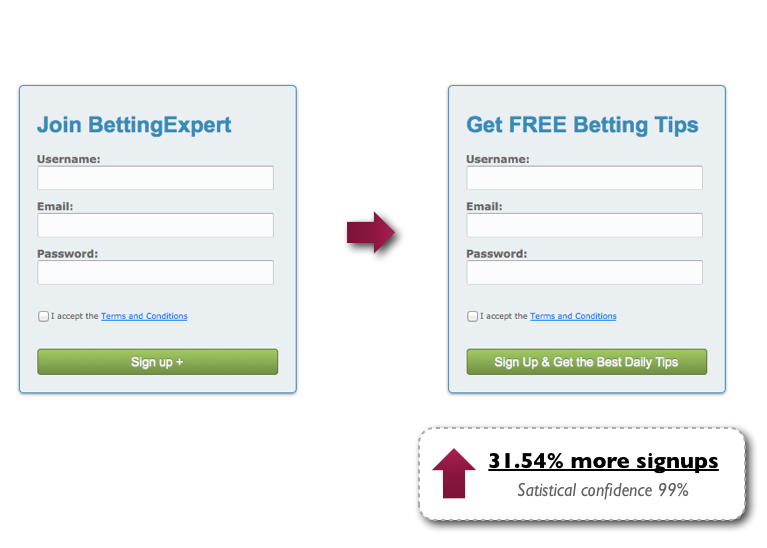 Join BettingExpert
Username:
Email:
Password:
I accept the Terms and Conditions
Sign up +
Get FREE Betting Tips
Username:
Email:
Password:
I accept the Terms and Conditions
Sign Up & Get the Best Daily Tips
31.54% more signups
Satistical confidence 99%